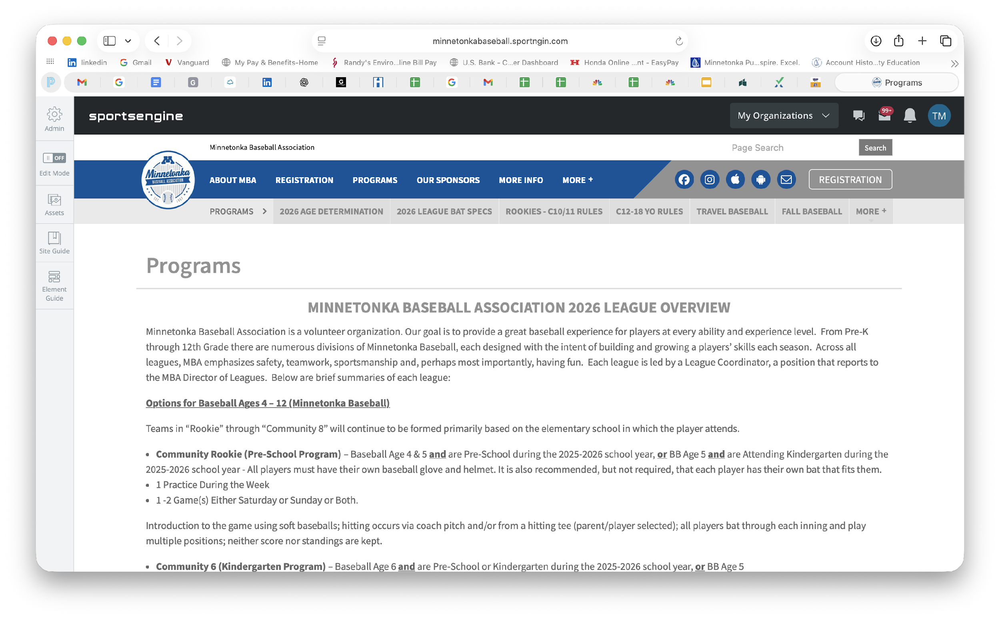 minnetonkabaseball.sportngin.com
linkedin
Gmail
Vanguard
My Pay & Benefits-Home
Randy's Enviro...line Bill Pay
U.S. Bank - C...er Dashboard
Honda Online ...nt - EasyPay
Minnetonka Pu...spire. Excel.
Account Histo...ty Education
Programs
Admin
OFF
Edit Mode
Assets
Site Guide
Element
Guide
sportsengine
My Organizations
99+
TM
Minnetonka Baseball Association
Page Search
Search
M
Minnetonka
BASEBALL ASSOCIATION
EST. 1967
ABOUT MBA
REGISTRATION
PROGRAMS
OUR SPONSORS
MORE INFO
MORE +
REGISTRATION
PROGRAMS
2026 AGE DETERMINATION
2026 LEAGUE BAT SPECS
ROOKIES - C10/11 RULES
C12-18 YO RULES
TRAVEL BASEBALL
FALL BASEBALL
MORE +
Programs
MINNETONKA BASEBALL ASSOCIATION 2026 LEAGUE OVERVIEW
Minnetonka Baseball Association is a volunteer organization. Our goal is to provide a great baseball experience for players at every ability and experience level.  From Pre-K
through 12th Grade there are numerous divisions of Minnetonka Baseball, each designed with the intent of building and growing a players’ skills each season.  Across all
leagues, MBA emphasizes safety, teamwork, sportsmanship and, perhaps most importantly, having fun.  Each league is led by a League Coordinator, a position that reports to
the MBA Director of Leagues.  Below are brief summaries of each league:
Options for Baseball Ages 4 – 12 (Minnetonka Baseball)
Teams in “Rookie” through “Community 8” will continue to be formed primarily based on the elementary school in which the player attends.
• Community Rookie (Pre-School Program) – Baseball Age 4 & 5 and are Pre-School during the 2025-2026 school year, or BB Age 5 and are Attending Kindergarten during the
2025-2026 school year - All players must have their own baseball glove and helmet. It is also recommended, but not required, that each player has their own bat that fits them.
• 1 Practice During the Week
• 1 -2 Game(s) Either Saturday or Sunday or Both.
Introduction to the game using soft baseballs; hitting occurs via coach pitch and/or from a hitting tee (parent/player selected); all players bat through each inning and play
multiple positions; neither score nor standings are kept.
• Community 6 (Kindergarten Program) – Baseball Age 6 and are Pre-School or Kindergarten during the 2025-2026 school year, or BB Age 5